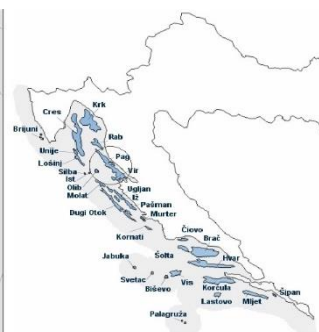 Krk
Cres
Brijuni
Rab
Unije
Pag
Lošinj
Silba
Vir
Ist
Olib
Ugljan
Molat
Iž
Pašman
Dugi Otok
Murter
Kornati
Čiovo
Brač
Šolta
Hvar
Jabuka
Svetac
Vis
Korčula
Šipan
Biševo
Lastovo
Mljet
Palagruža